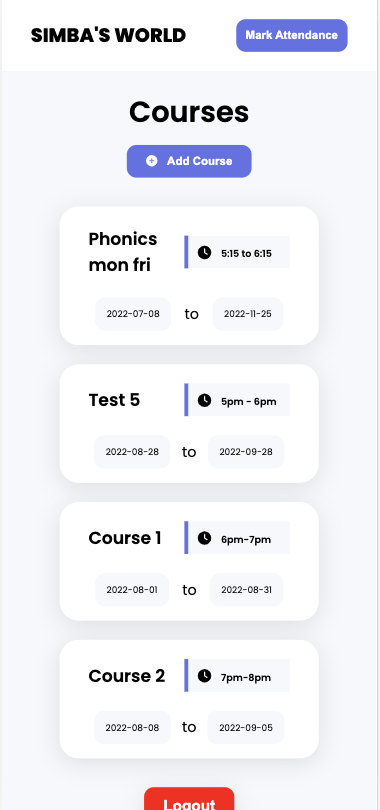 SIMBA'S WORLD
Mark Attendance
Courses
Add Course
Phonics
mon fri
5:15 to 6:15
2022-07-08 to 2022-11-25
Test 5
5pm - 6pm
2022-08-28 to 2022-09-28
Course 1
6pm-7pm
2022-08-01 to 2022-08-31
Course 2
7pm-8pm
2022-08-08 to 2022-09-05
Logout